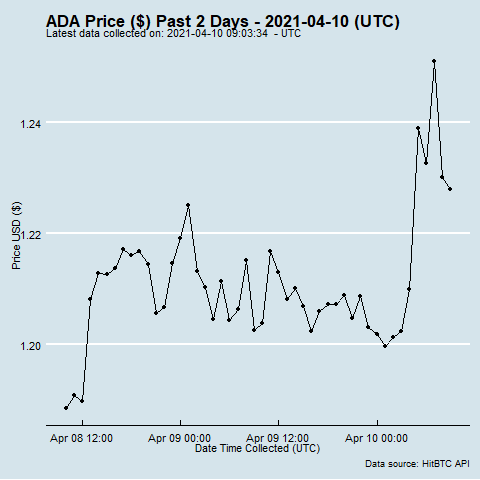 ADA Price ($) Past 2 Days - 2021-04-10 (UTC)
Latest data collected on: 2021-04-10 09:03:34 - UTC
1.24
1.22
1.20
Price USD ($)
Apr 08 12:00 Apr 09 00:00 Apr 09 12:00 Apr 10 00:00
Date Time Collected (UTC)
Data source: HitBTC API